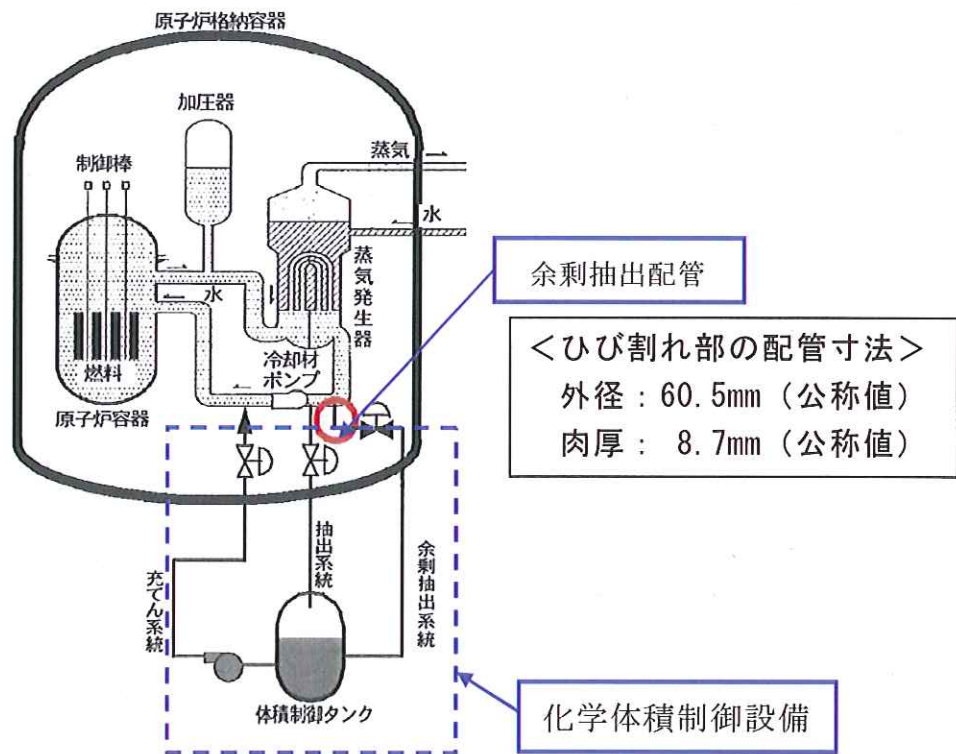 原子炉格納容器
加圧器
蒸気
制御棒
水
蒸気発生器
余剰抽出配管
水
<ひび割れ部の配管寸法>
外径：60.5mm（公称値）
肉厚： 8.7mm（公称値）
冷却材
ポンプ
燃料
原子炉容器
抽出系統
余剰抽出系統
充てん系統
体積制御タンク
化学体積制御設備